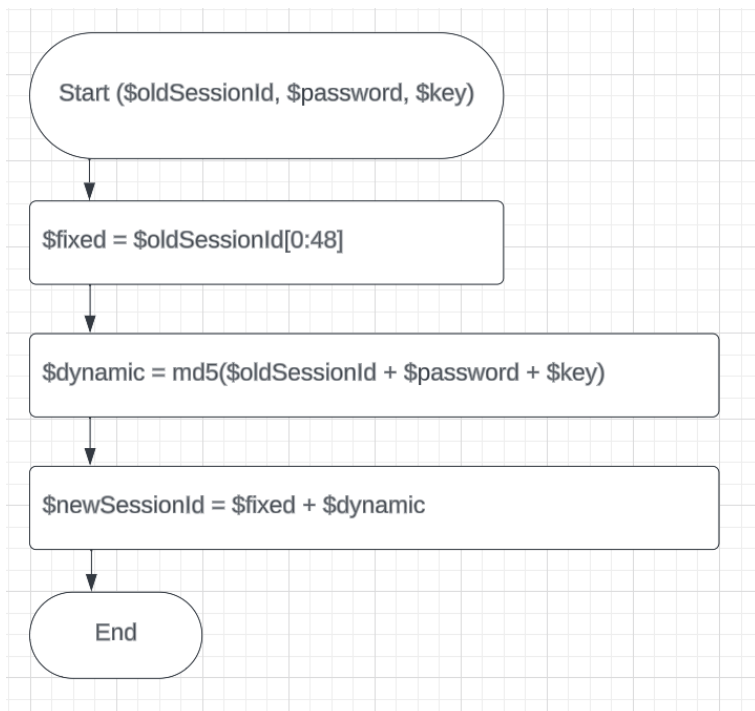 Start ($oldSessionId, $password, $key)
$fixed = $oldSessionId[0:48]
$dynamic = md5($oldSessionId + $password + $key)
$newSessionId = $fixed + $dynamic
End